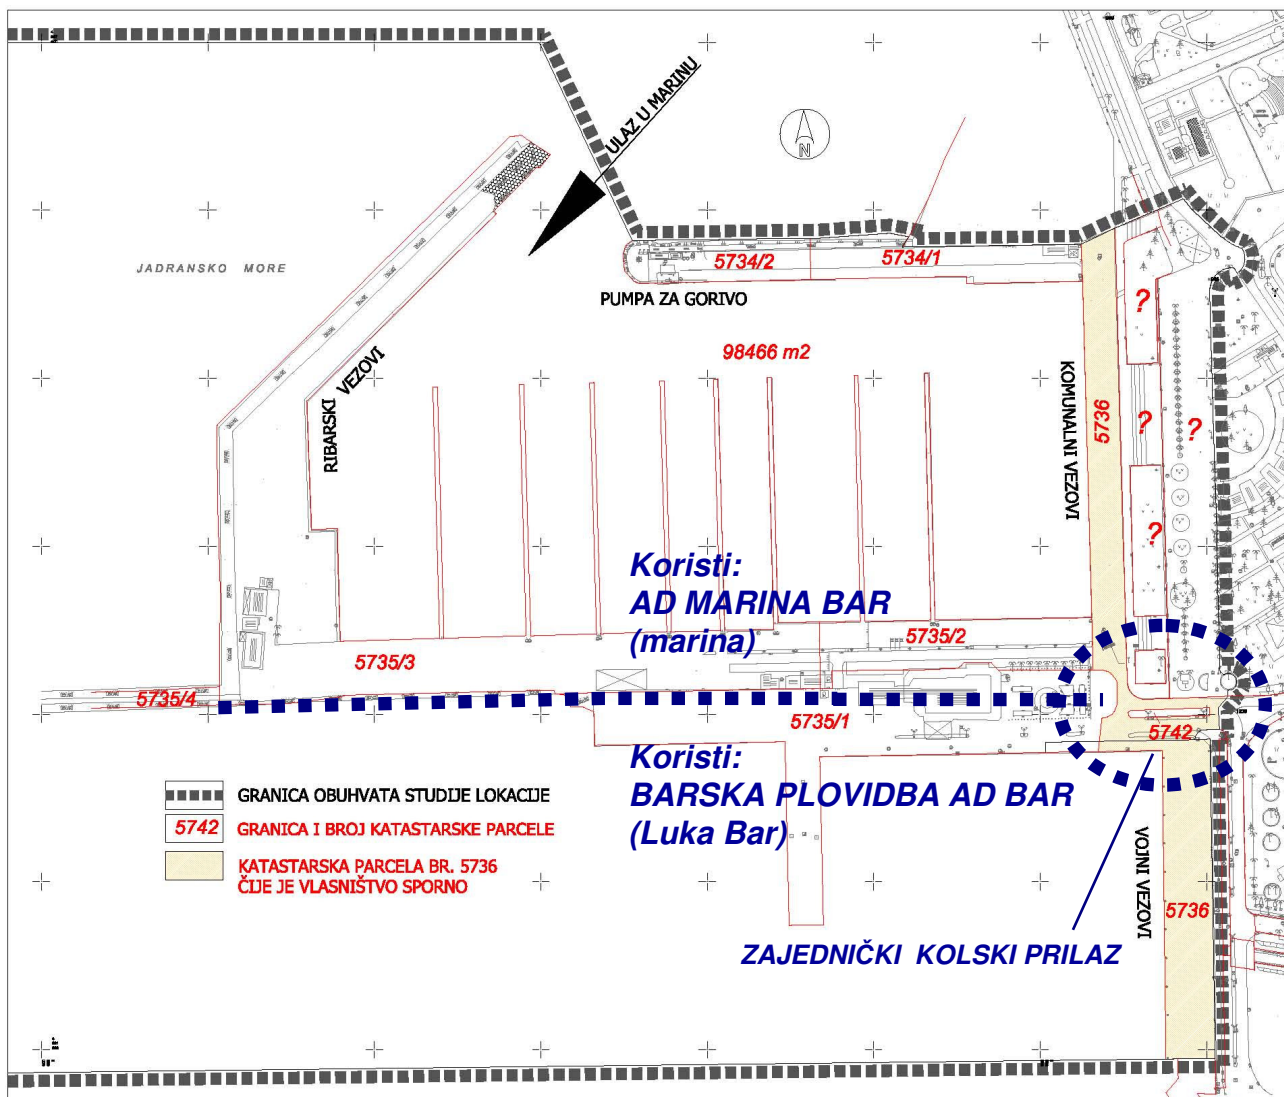 ULAZ U MARINU
N
JADRANSKO MORE
5734/2
5734/1
PUMPA ZA GORIVO
98466 m2
RIBARSKI
VEZOVI
KOMUNALNI VEZOVI
5736
?
?
?
?
Koristi:
AD MARINA BAR
(marina)
5735/2
5735/3
5735/4
5735/1
5742
Koristi:
BARSKA PLOVIDBA AD BAR
(Luka Bar)
GRANICA OBUHVATA STUDIJE LOKACIJE
5742 GRANICA I BROJ KATASTARSKE PARCELE
KATASTARSKA PARCELA BR. 5736
ČIJE JE VLASNIŠTVO SPORNO
VOJNI VEZOVI
5736
ZAJEDNIČKI KOLSKI PRILAZ